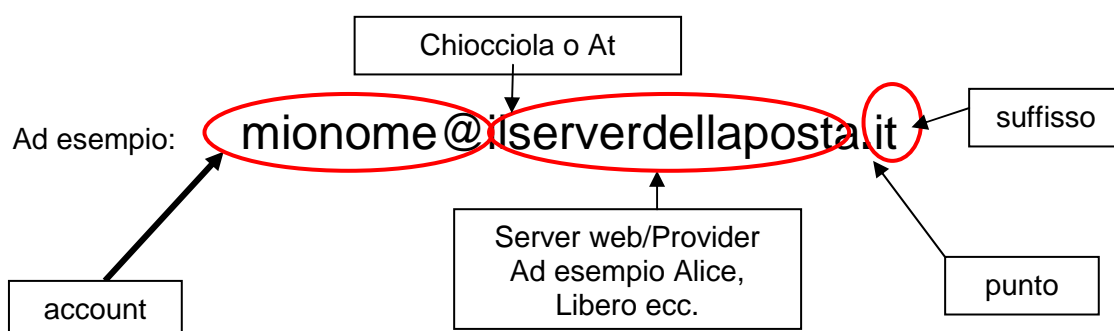 Chiocciola o At
Ad esempio: mionome@ilserverdellaposta.it
suffisso
Server web/Provider
Ad esempio Alice,
Libero ecc.
punto
account